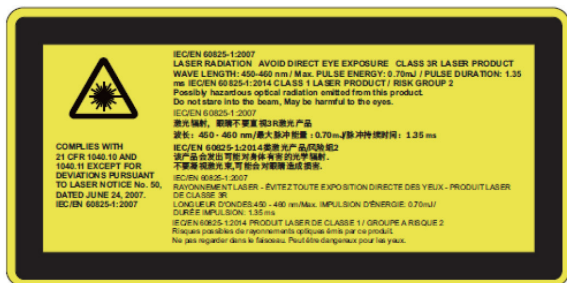 IEC/EN 60825-1:2007
LASER RADIATION AVOID DIRECT EYE EXPOSURE CLASS 3R LASER PRODUCT
WAVE LENGTH: 450-460 nm / Max. PULSE ENERGY: 0.70mJ / PULSE DURATION: 1.35
ms IEC/EN 60825-1:2014 CLASS 1 LASER PRODUCT / RISK GROUP 2
Possibly hazardous optical radiation emitted from this product.
Do not stare into the beam, May be harmful to the eyes.
IEC/EN 60825-1:2007
激光辐射，眼睛不要直视3R激光产品
波长：450 - 460 nm/最大脉冲能量：0.70mJ/脉冲持续时间：1.35 ms
IEC/EN 60825-1:2014类激光产品/风险组2
该产品会发出可能对身体有害的光学辐射.
不要凝视激光束,可能会对眼睛造成损害.
IEC/EN 60825-1:2007
RAYONNEMENT LASER - ÉVITEZ TOUTE EXPOSITION DIRECTE DES YEUX - PRODUIT LASER
DE CLASSE 3R
LONGUEUR D'ONDES:450 - 460 nm/Max. IMPULSION D'ÉNERGIE: 0.70mJ/
DURÉE IMPULSION: 1.35 ms
IEC/EN 60825-1:2014 PRODUIT LASER DE CLASSE 1 / GROUPE A RISQUE 2
Risques possibles de rayonnements optiques émis par ce produit.
Ne pas regarder dans le faisceau. Peut être dangereux pour les yeux.
COMPLIES WITH
21 CFR 1040.10 AND
1040.11 EXCEPT FOR
DEVIATIONS PURSUANT
TO LASER NOTICE No. 50,
DATED JUNE 24, 2007.
IEC/EN 60825-1:2007